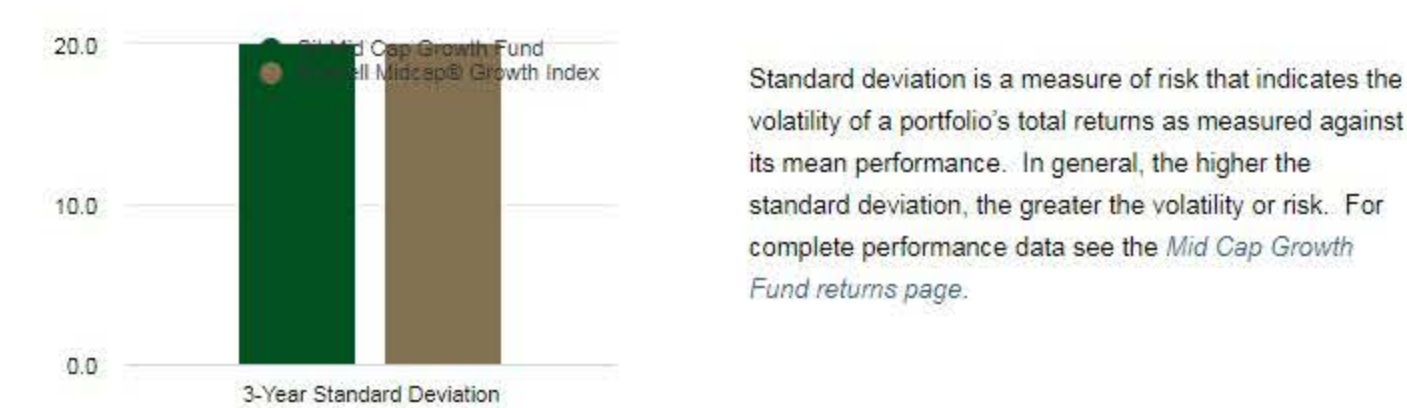 20.0
Mid Cap Growth Fund
Midcap® Growth Index
10.0
0.0
3-Year Standard Deviation
Standard deviation is a measure of risk that indicates the
volatility of a portfolio's total returns as measured against
its mean performance. In general, the higher the
standard deviation, the greater the volatility or risk. For
complete performance data see the Mid Cap Growth
Fund returns page.